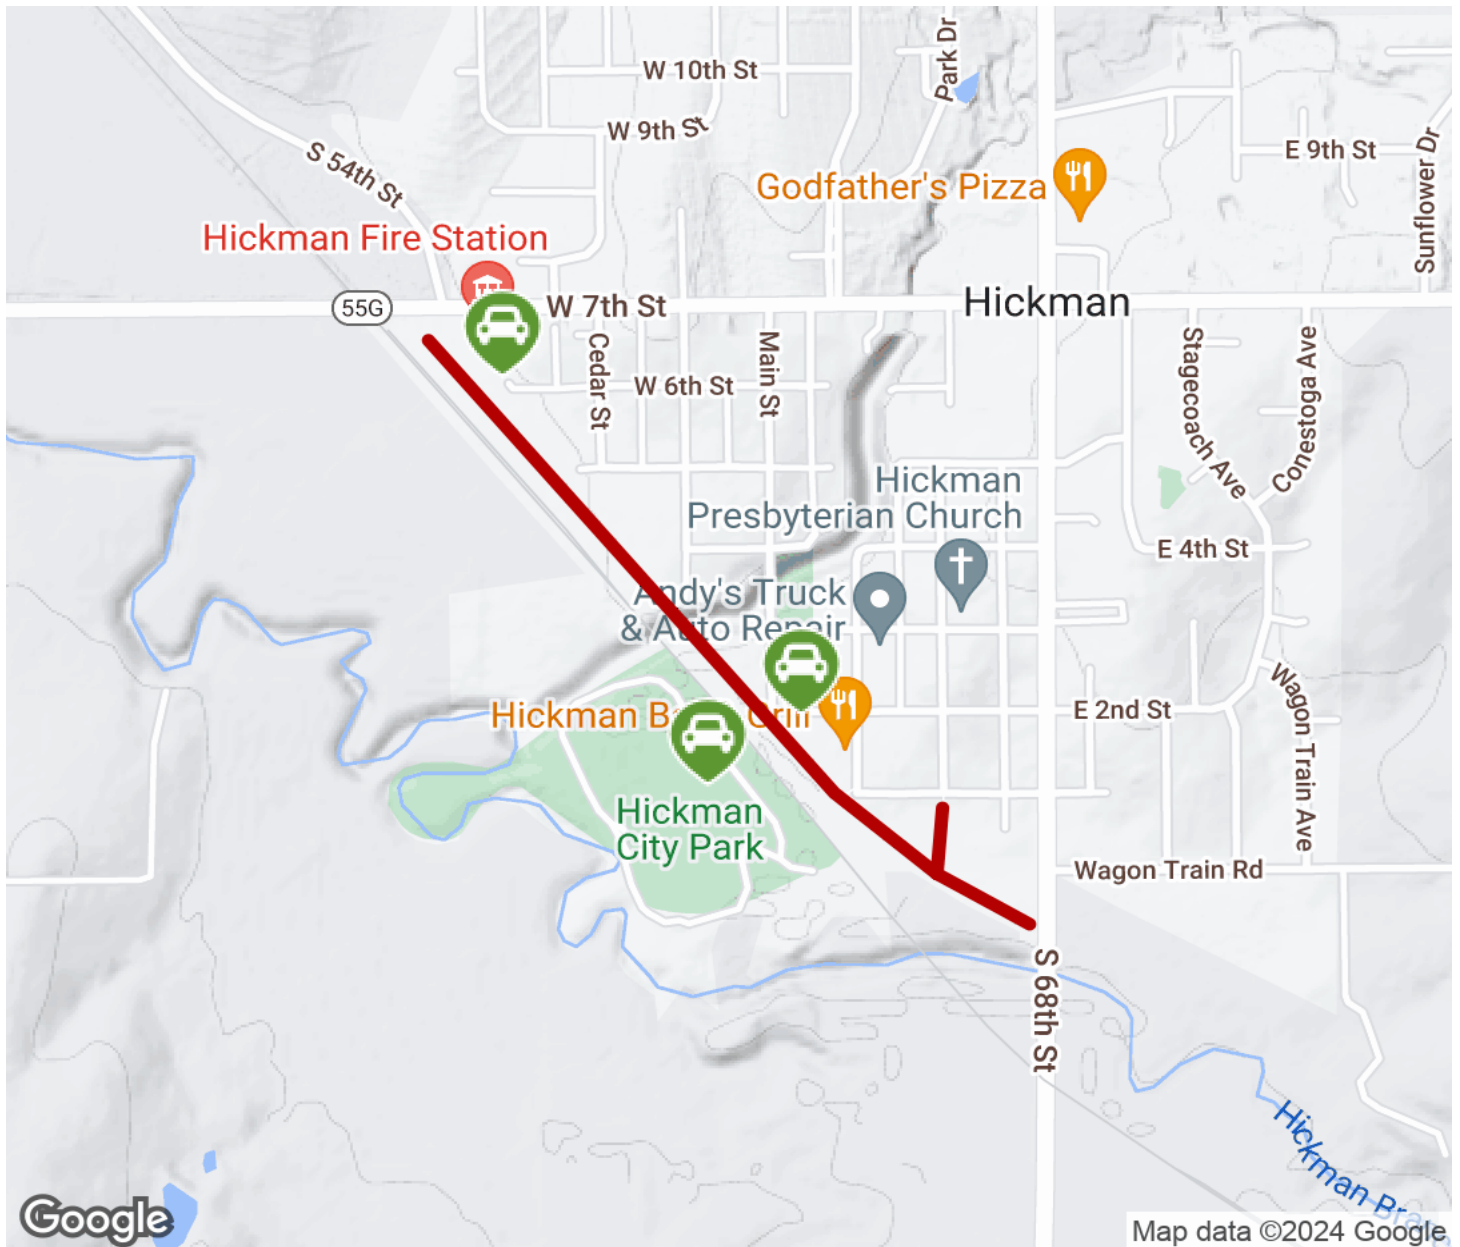 W 10th St
Park Dr
W 9th St
E 9th St
Sunflower Dr
S 54th St
Godfather's Pizza
Hickman Fire Station
55G
W 7th St
Hickman
Cedar St
Main St
W 6th St
Stagecoach Ave
Conestoga Ave
Hickman
Presbyterian Church
E 4th St
Andy's Truck
& Auto Repair
Wagon Train Ave
Hickman Grill
E 2nd St
Hickman
City Park
Wagon Train Rd
S 68th St
Hickman
Google
Map data ©2024 Google